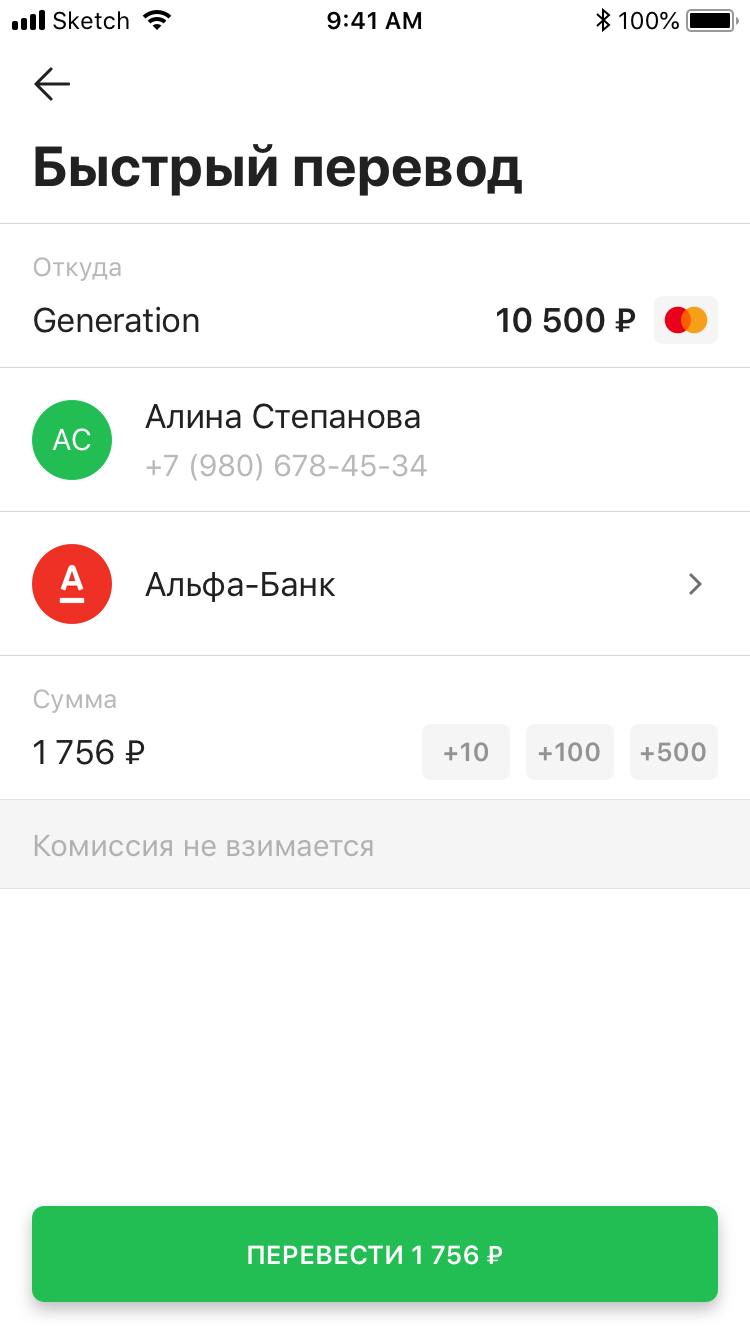 Sketch 9:41 AM 100%
Быстрый перевод
Откуда
Generation 10 500 ₽
АС Алина Степанова
+7 (980) 678-45-34
А Альфа-Банк
Сумма
1 756 ₽ +10 +100 +500
Комиссия не взимается
ПЕРЕВЕСТИ 1 756 ₽